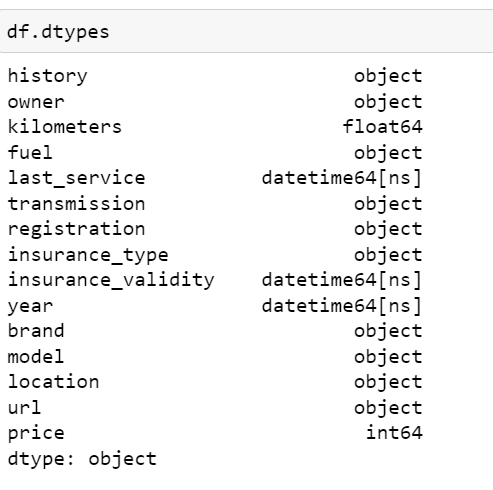 df.dtypes
history object
owner object
kilometers float64
fuel object
last_service datetime64[ns]
transmission object
registration object
insurance_type object
insurance_validity datetime64[ns]
year datetime64[ns]
brand object
model object
location object
url object
price int64
dtype: object